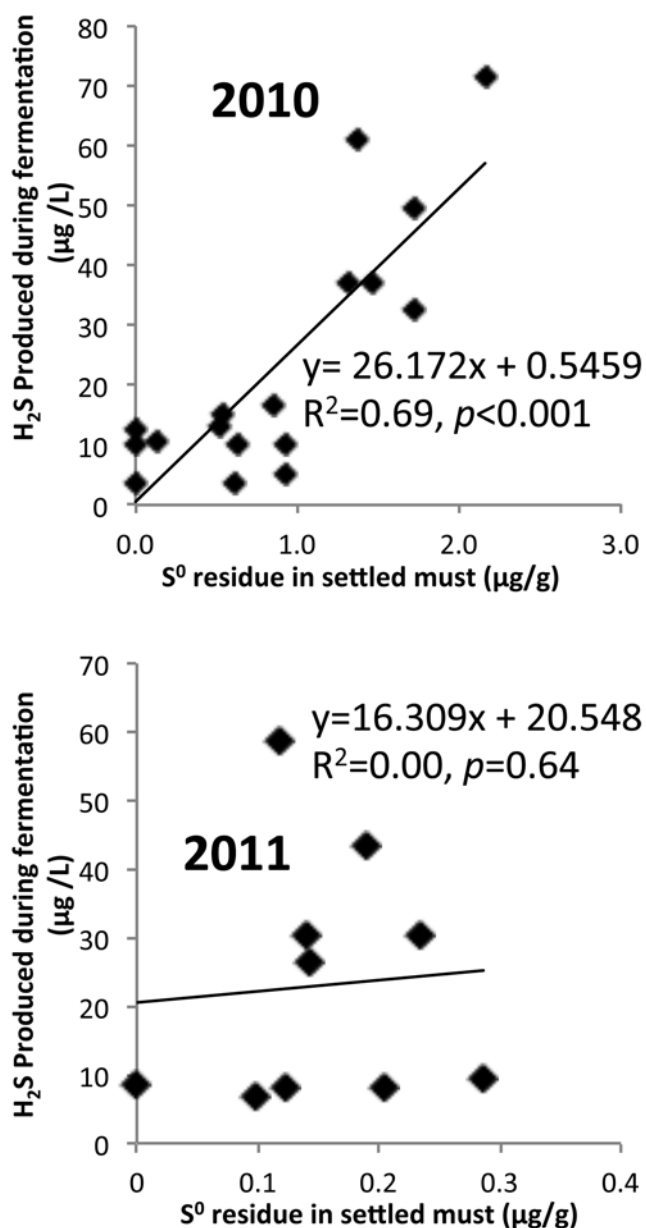 H₂S Produced during fermentation
(µg /L)
80
70
60
50
40
30
20
10
0
2010
y= 26.172x + 0.5459
R²=0.69, p<0.001
0.0 1.0 2.0 3.0
S⁰ residue in settled must (µg/g)
H₂S Produced during fermentation
(µg /L)
70
60
50
40
30
20
10
0
y=16.309x + 20.548
R²=0.00, p=0.64
2011
0 0.1 0.2 0.3 0.4
S⁰ residue in settled must (µg/g)